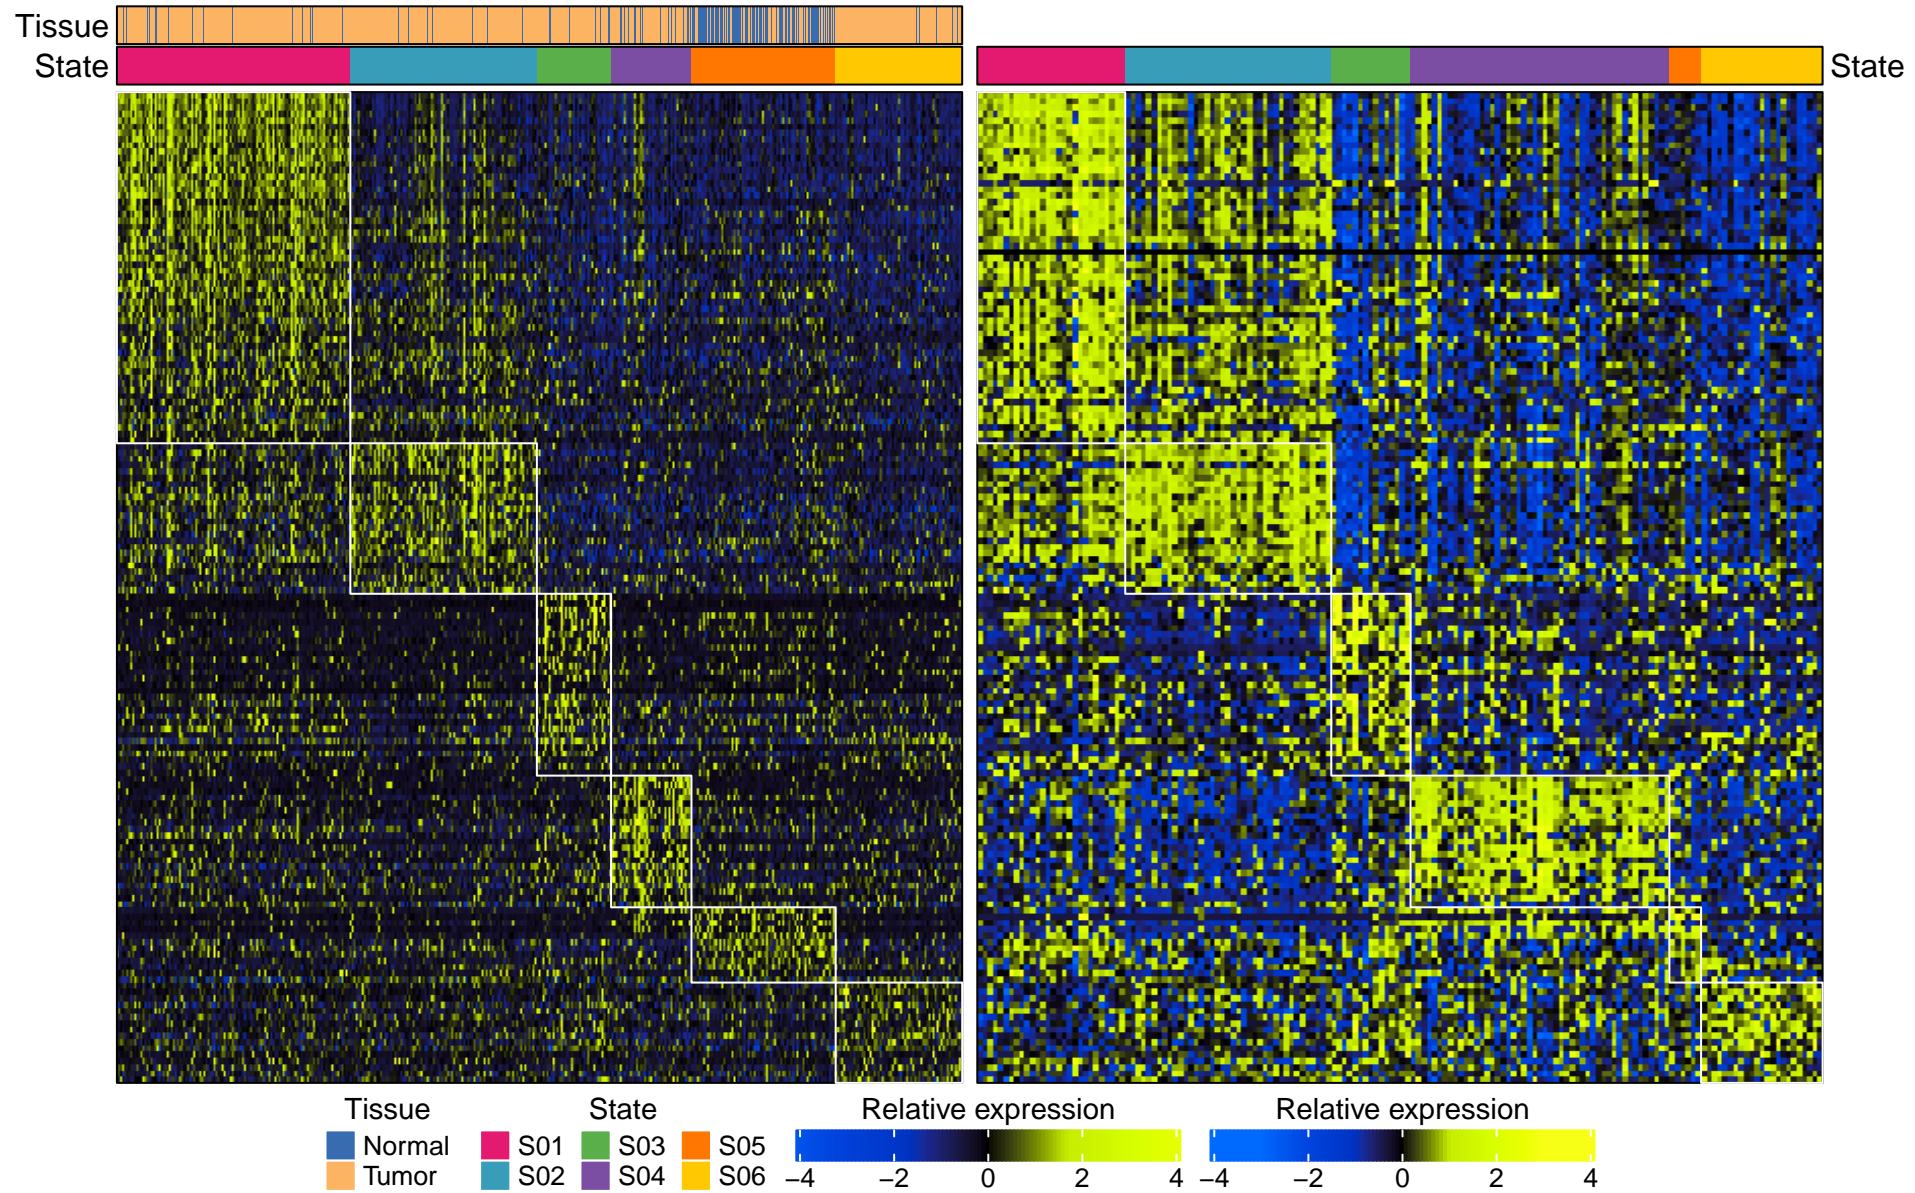 Tissue
State
State
Tissue State Relative expression Relative expression
Normal S01 S03 S05
Tumor S02 S04 S06
−4 −2 0 2 4 −4 −2 0 2 4